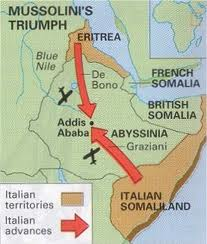 MUSSOLINI'S
TRIUMPH
ERITREA
Blue
Nile
De
Bono
FRENCH
SOMALIA
BRITISH
SOMALIA
Addis
Ababa
ABYSSINIA
Graziani
ITALIAN
SOMALILAND
Italian
territories
Italian
advances